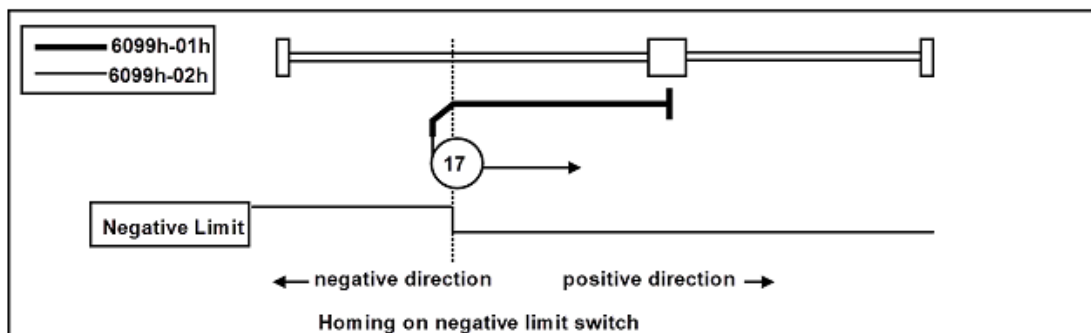 6099h-01h
6099h-02h
17
Negative Limit
negative direction
positive direction
Homing on negative limit switch